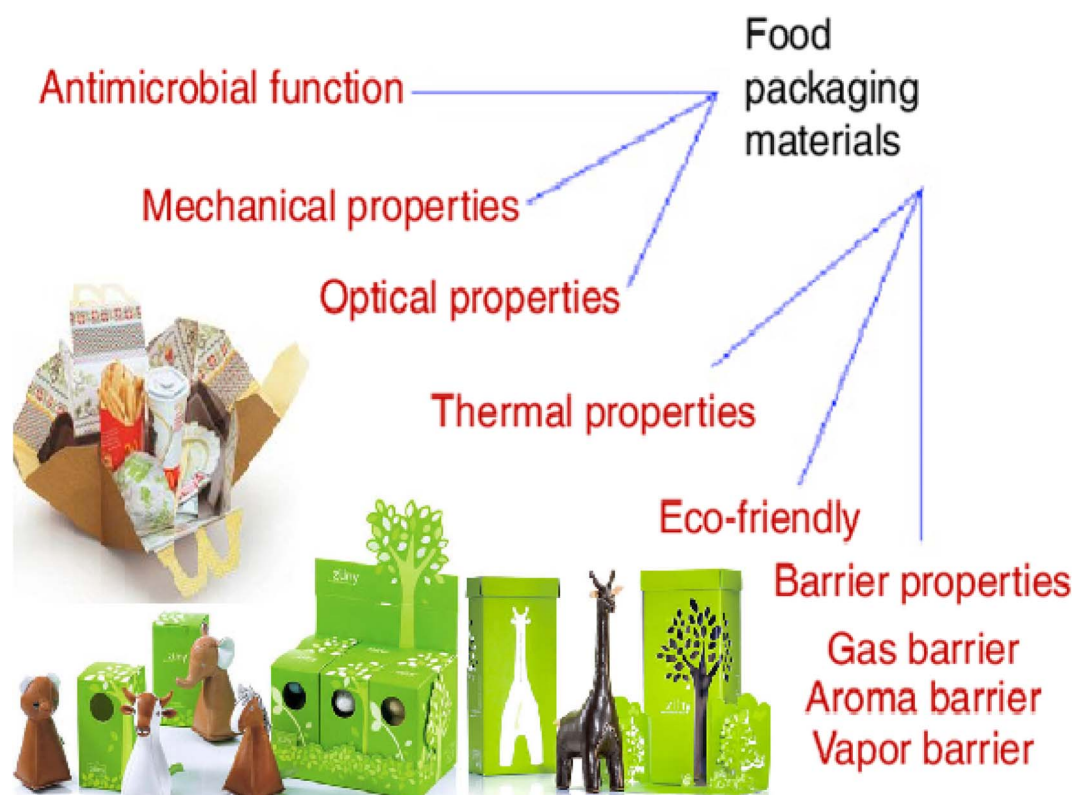 Food
packaging
materials
Antimicrobial function
Mechanical properties
Optical properties
Thermal properties
Eco-friendly
Barrier properties
Gas barrier
Aroma barrier
Vapor barrier
züny